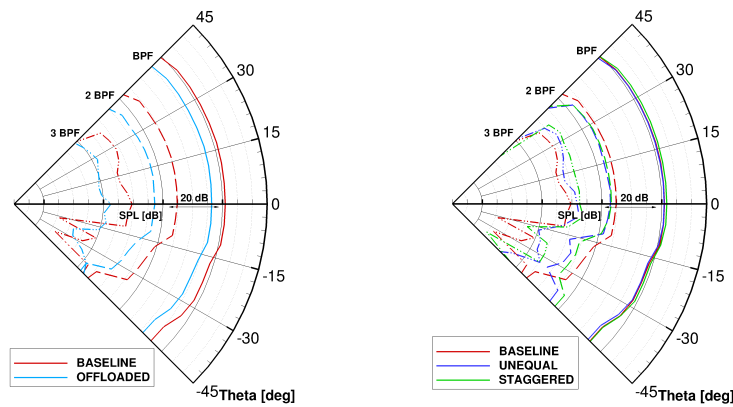 45
BPF
30
2 BPF
15
3 BPF
20 dB
0
SPL [dB]
-15
-30
BASELINE
OFFLOADED
-45
Theta [deg]
45
BPF
30
2 BPF
15
3 BPF
20 dB
0
SPL [dB]
-15
-30
BASELINE
UNEQUAL
STAGGERED
-45
Theta [deg]